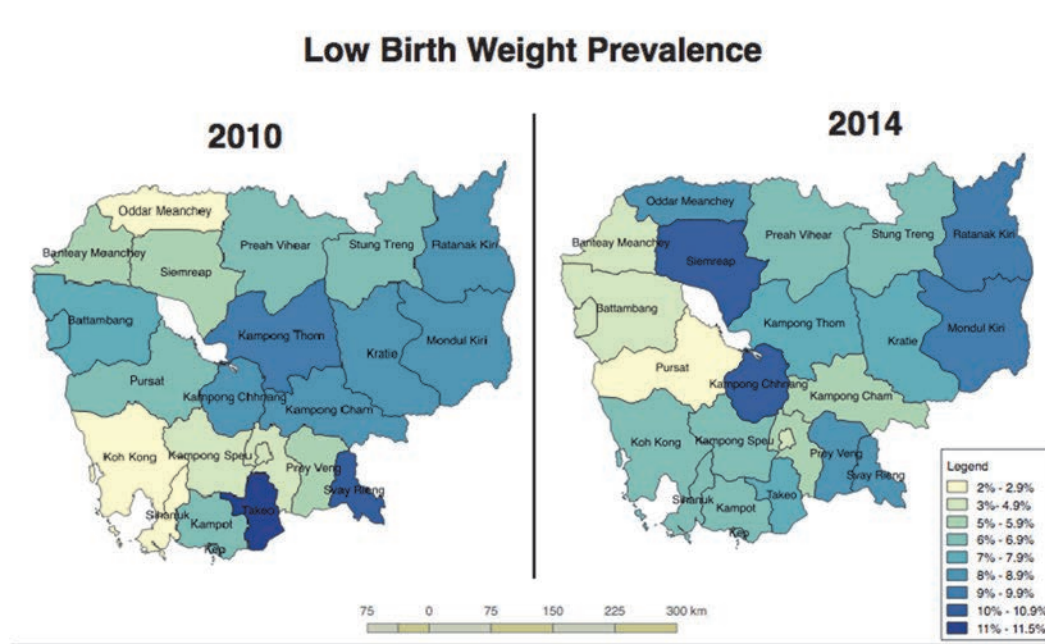 Low Birth Weight Prevalence
2010
Oddar Meanchey
Banteay Meanchey
Siemreap
Preah Vihear
Stung Treng
Ratanak Kiri
Battambang
Kampong Thom
Kratie
Mondul Kiri
Pursat
Kampong Chhnang
Kampong Cham
Koh Kong
Kampong Speu
Prey Veng
Svay Rieng
Takeo
Sihanuk
Kampot
Kep
2014
Oddar Meanchey
Banteay Meanchey
Siemreap
Preah Vihear
Stung Treng
Ratanak Kiri
Battambang
Kampong Thom
Kratie
Mondul Kiri
Pursat
Kampong Chhnang
Kampong Cham
Koh Kong
Kampong Speu
Prey Veng
Svay Rieng
Takeo
Sihanuk
Kampot
Kep
Legend
2% - 2.9%
3% - 4.9%
5% - 5.9%
6% - 6.9%
7% - 7.9%
8% - 8.9%
9% - 9.9%
10% - 10.9%
11% - 11.5%
75 0 75 150 225 300 km